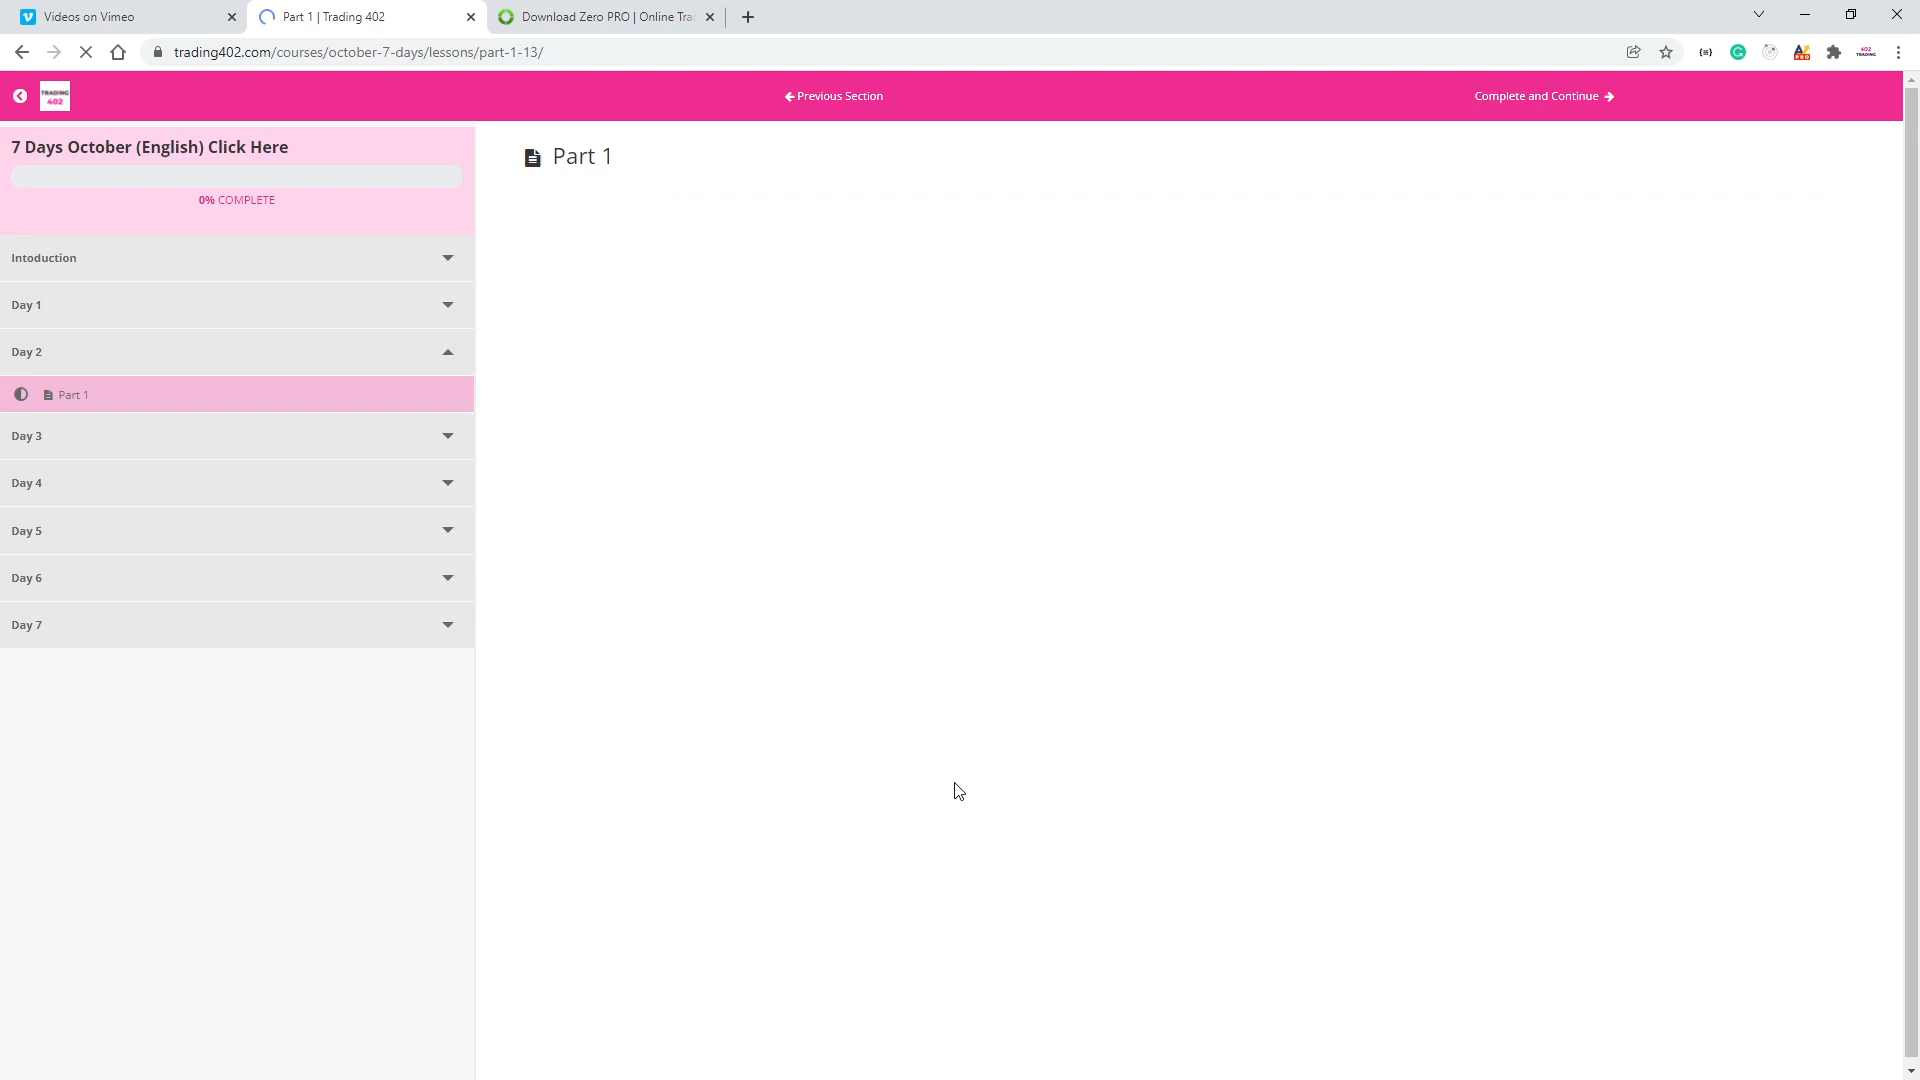 Videos on Vimeo
Part 1 | Trading 402
Download Zero PRO | Online Tra
trading402.com/courses/october-7-days/lessons/part-1-13/
TRADING
402
Previous Section
Complete and Continue
7 Days October (English) Click Here
0% COMPLETE
Part 1
Intoduction
Day 1
Day 2
Part 1
Day 3
Day 4
Day 5
Day 6
Day 7